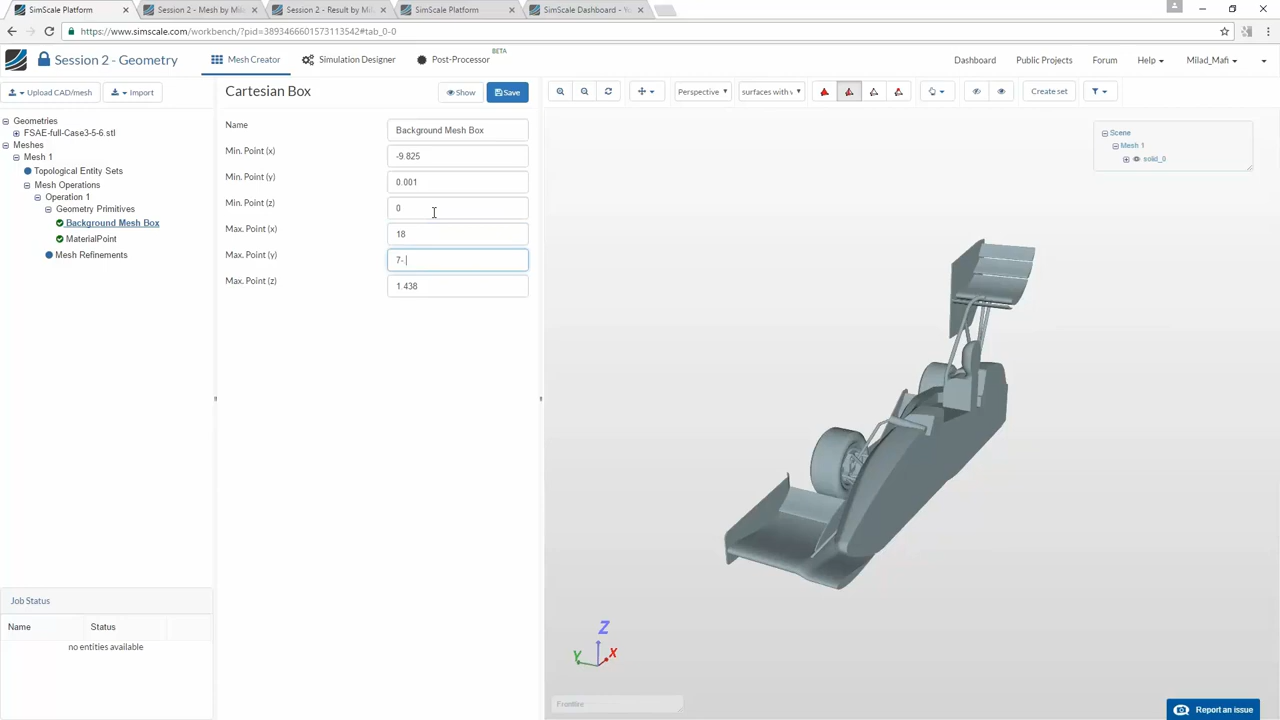 SimScale Platform
Session 2 - Mesh by Mil
Session 2 - Result by Mil
SimScale Platform
SimScale Dashboard - Yo
https://www.simscale.com/workbench/?pid=3893466601573113542#tab_0-0
Session 2 - Geometry
Mesh Creator
Simulation Designer
Post-Processor
BETA
Dashboard
Public Projects
Forum
Help
Milad_Mafi
Upload CAD/mesh
Import
Cartesian Box
Show
Save
Perspective
surfaces with
Create set
Geometries
FSAE-full-Case3-5-6.stl
Meshes
Mesh 1
Topological Entity Sets
Mesh Operations
Operation 1
Geometry Primitives
Background Mesh Box
MaterialPoint
Mesh Refinements
Name
Background Mesh Box
Min. Point (x)
-9.825
Min. Point (y)
0.001
Min. Point (z)
0
Max. Point (x)
18
Max. Point (y)
7-
Max. Point (z)
1.438
Scene
Mesh 1
solid_0
Z
Y
X
Job Status
Name
Status
no entities available
Report an issue